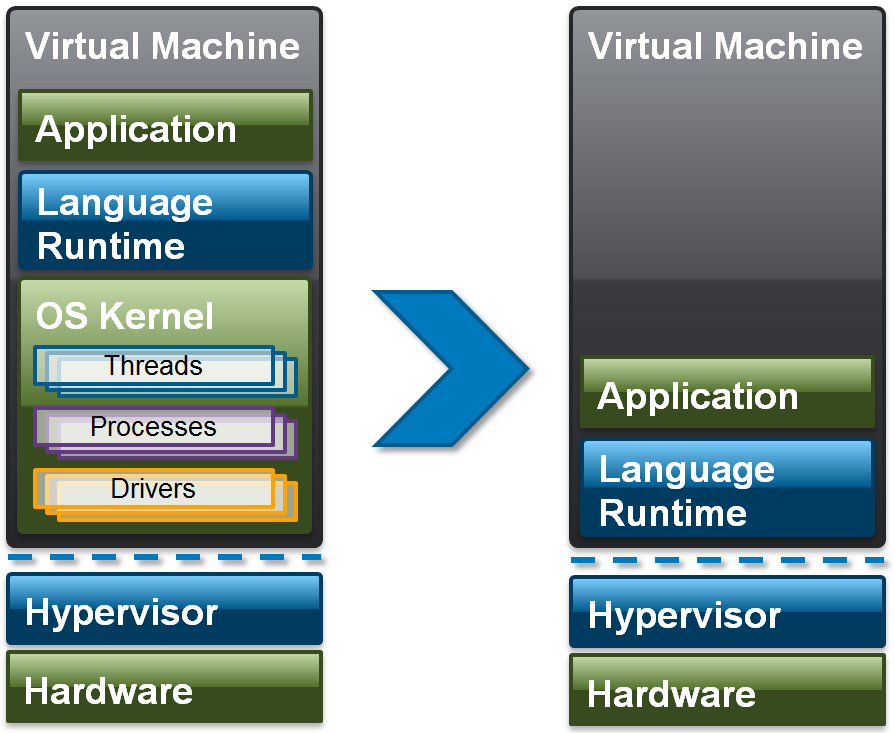 Virtual Machine
Application
Language
Runtime
OS Kernel
Threads
Processes
Drivers
Hypervisor
Hardware
Virtual Machine
Application
Language
Runtime
Hypervisor
Hardware